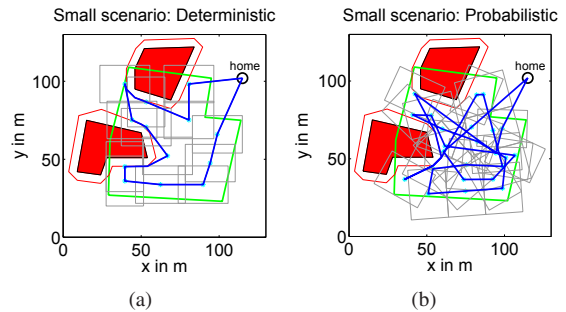 Small scenario: Deterministic
home
100
50
0
y in m
0
50
100
x in m
(a)
Small scenario: Probabilistic
home
100
50
0
y in m
0
50
100
x in m
(b)